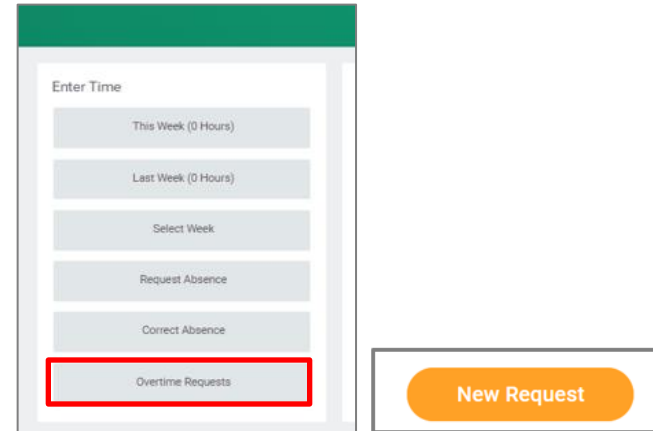 Enter Time
This Week (0 Hours)
Last Week (0 Hours)
Select Week
Request Absence
Correct Absence
Overtime Requests
New Request